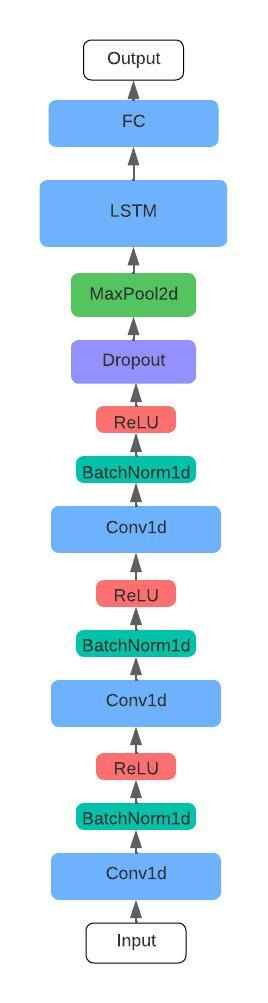 Output
FC
LSTM
MaxPool2d
Dropout
ReLU
BatchNorm1d
Conv1d
ReLU
BatchNorm1d
Conv1d
ReLU
BatchNorm1d
Conv1d
Input